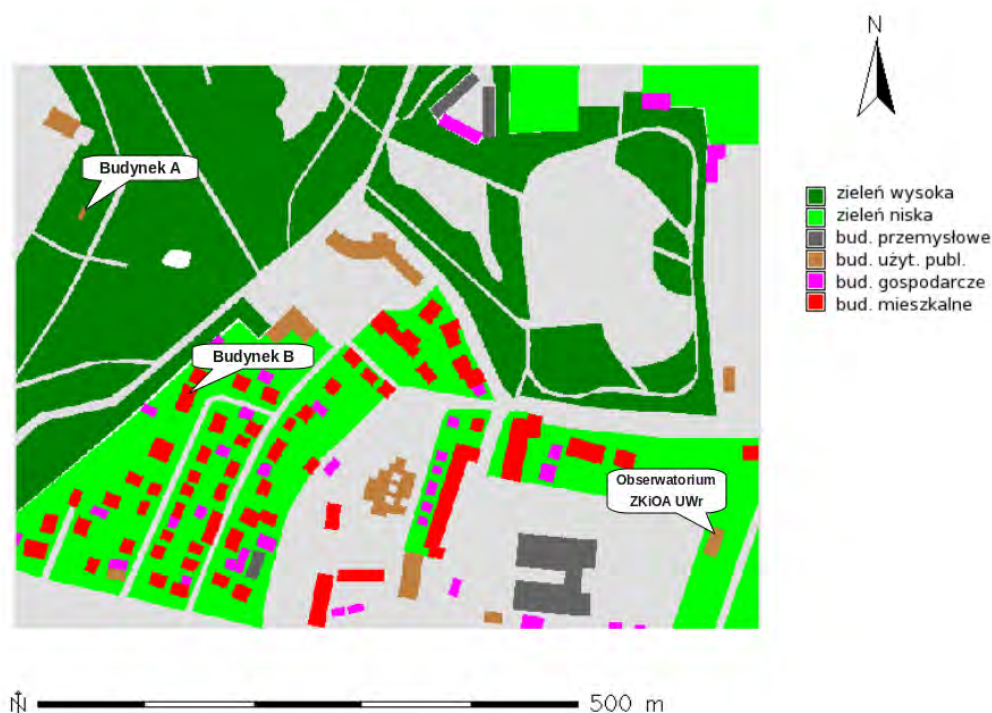 N
Budynek A
zieleń wysoka
zieleń niska
bud. przemysłowe
bud. użyt. publ.
bud. gospodarcze
bud. mieszkalne
Budynek B
Obserwatorium
ZKiOA UWr
N
500 m